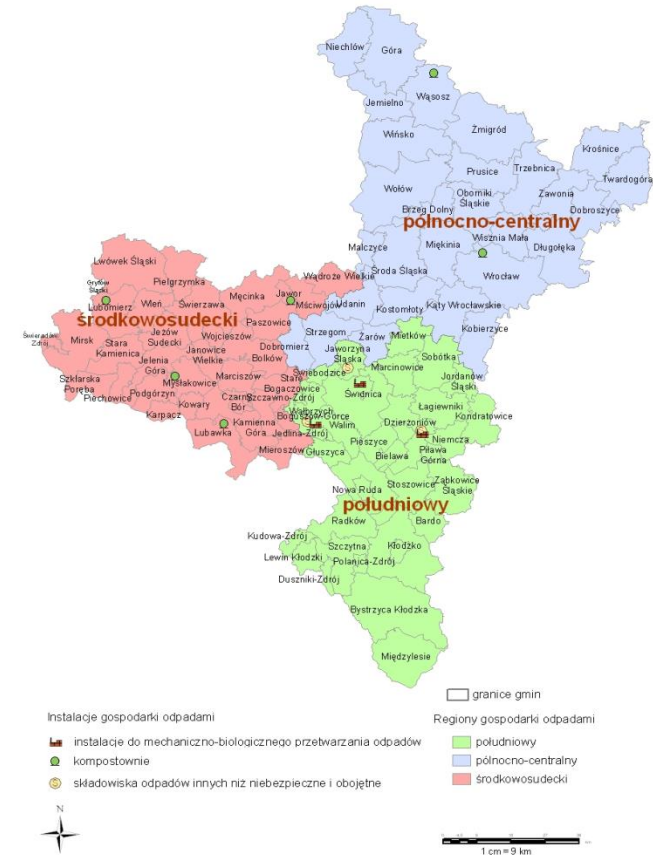 Niechlów
Góra
Wąsosz
Jemielno
Wińsko
Żmigród
Krośnice
Prusice
Trzebnica
Twardogóra
Wołów
Oborniki
Śląskie
Zawonia
Brzeg Dolny
Dobroszyce
północno-centralny
Wisznia Mała
Malczyce
Miękinia
Długołęka
Lwówek Śląski
Środa Śląska
Wrocław
Pielgrzymka
Wądroże Wielkie
Gryfów
Śląski
Męcinka
Jawor
Lubomierz
Wleń
Świerzawa
Mściwojów
Udanin
Kostomłoty
Kąty Wrocławskie
środkowosudecki
Paszowice
Kobierzyce
Świeradów
Zdrój
Mirsk
Stara
Kamienica
Jeżów
Sudecki
Wojcieszów
Janowice
Wielkie
Dobromierz
Bolków
Strzegom
Żarów
Mietków
Jaworzyna
Śląska
Sobótka
Szklarska
Poręba
Piechowice
Jelenia
Góra
Podgórzyn
Mysłakowice
Marciszów
Stare
Bogaczowice
Świebodzice
Marcinowice
Jordanów
Śląski
Świdnica
Karpacz
Kowary
Czarny
Bór
Szczawno-Zdrój
Łagiewniki
Kondratowice
Wałbrzych
Boguszów-Gorce
Walim
Dzierżoniów
Lubawka
Kamienna
Góra
Jedlina-Zdrój
Niemcza
Mieroszów
Głuszyca
Pieszyce
Bielawa
Piława
Górna
Nowa Ruda
Stoszowice
Ząbkowice
Śląskie
południowy
Radków
Bardo
Kudowa-Zdrój
Szczytna
Kłodzko
Lewin Kłodzki
Polanica-Zdrój
Duszniki-Zdrój
Bystrzyca Kłodzka
Międzylesie
granice gmin
Instalacje gospodarki odpadami
Regiony gospodarki odpadami
instalacje do mechaniczno-biologicznego przetwarzania odpadów
południowy
kompostownie
północno-centralny
składowiska odpadów innych niż niebezpieczne i obojętne
środkowosudecki
N
1 cm = 9 km